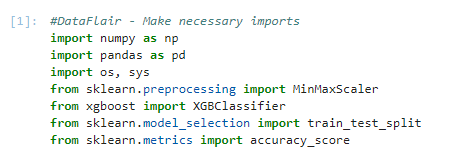 [1]: #DataFlair - Make necessary imports
import numpy as np
import pandas as pd
import os, sys
from sklearn.preprocessing import MinMaxScaler
from xgboost import XGBClassifier
from sklearn.model_selection import train_test_split
from sklearn.metrics import accuracy_score